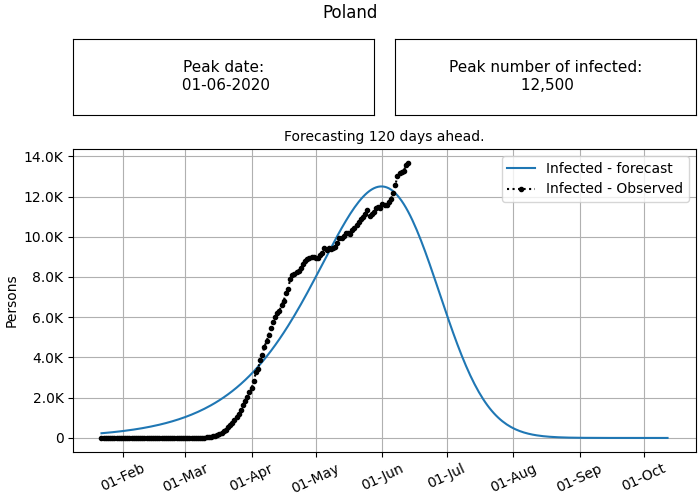 Poland
Peak date:
01-06-2020
Peak number of infected:
12,500
Forecasting 120 days ahead.
14.0K
12.0K
10.0K
8.0K
6.0K
4.0K
2.0K
0
Persons
Infected - forecast
Infected - Observed
01-Feb
01-Mar
01-Apr
01-May
01-Jun
01-Jul
01-Aug
01-Sep
01-Oct